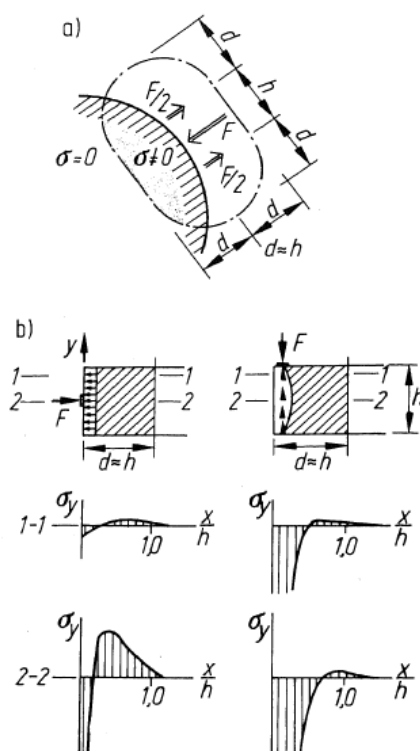 a)
d
h
d
F/2
F
F/2
σ=0
σ≠0
d
d
d≈h
b)
y
F
1 1 1 1
2 2 2 2
F
h
d≈h d≈h
σy x/h σy x/h
1-1 1,0 1,0
σy x/h σy x/h
2-2 1,0 1,0